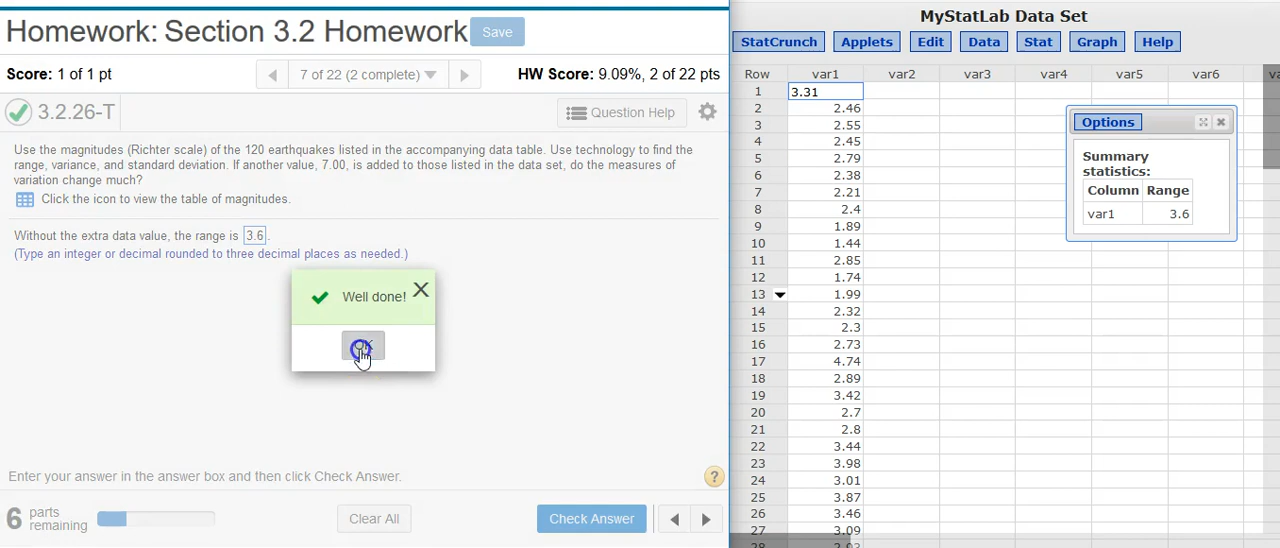 Homework: Section 3.2 Homework Save
Score: 1 of 1 pt
7 of 22 (2 complete)
HW Score: 9.09%, 2 of 22 pts
3.2.26-T
Question Help
Use the magnitudes (Richter scale) of the 120 earthquakes listed in the accompanying data table. Use technology to find the
range, variance, and standard deviation. If another value, 7.00, is added to those listed in the data set, do the measures of
variation change much?
Click the icon to view the table of magnitudes.
Without the extra data value, the range is 3.6.
(Type an integer or decimal rounded to three decimal places as needed.)
Well done!
OK
Enter your answer in the answer box and then click Check Answer.
?
6 parts
remaining
Clear All
Check Answer
MyStatLab Data Set
StatCrunch Applets Edit Data Stat Graph Help
Row var1 var2 var3 var4 var5 var6
1 3.31
2 2.46
3 2.55
4 2.45
5 2.79
6 2.38
7 2.21
8 2.4
9 1.89
10 1.44
11 2.85
12 1.74
13 1.99
14 2.32
15 2.3
16 2.73
17 4.74
18 2.89
19 3.42
20 2.7
21 2.8
22 3.44
23 3.98
24 3.01
25 3.87
26 3.46
27 3.09
28 2.03
Options
Summary
statistics:
Column Range
var1 3.6